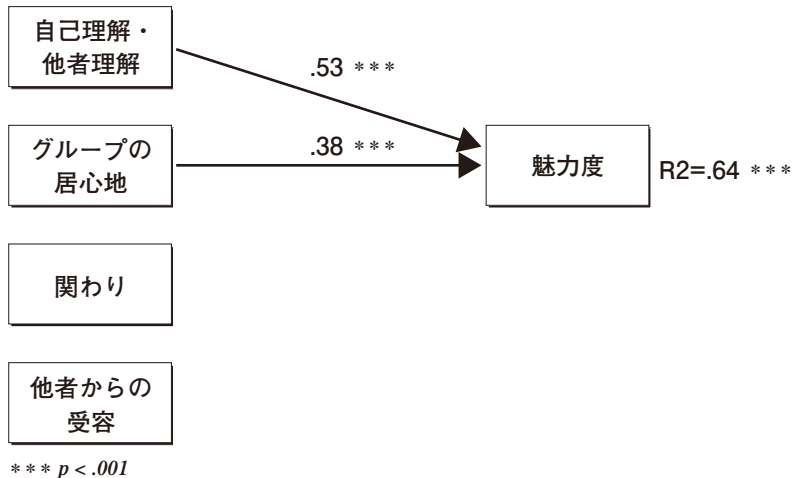 自己理解・
他者理解
.53 ***
グループの
居心地
.38 ***
魅力度
R2=.64 ***
関わり
他者からの
受容
*** p < .001